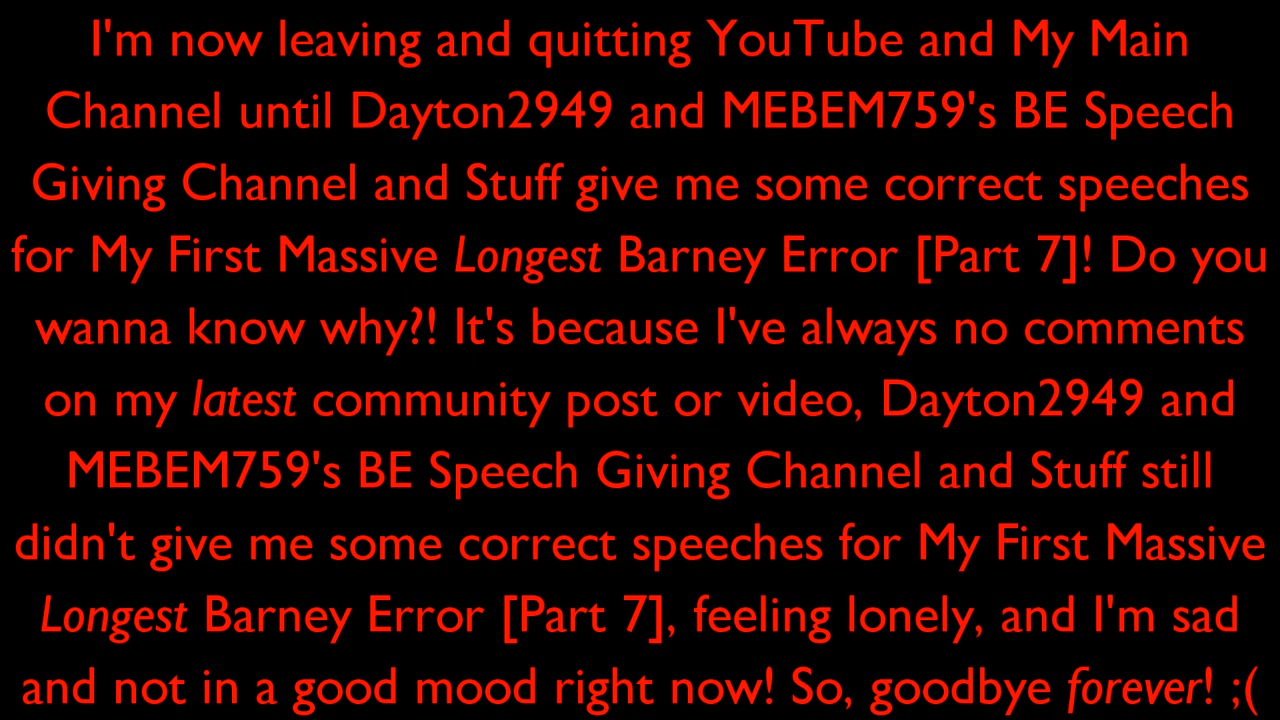 I'm now leaving and quitting YouTube and My Main
Channel until Dayton2949 and MEBEM759's BE Speech
Giving Channel and Stuff give me some correct speeches
for My First Massive Longest Barney Error [Part 7]! Do you
wanna know why?! It's because I've always no comments
on my latest community post or video, Dayton2949 and
MEBEM759's BE Speech Giving Channel and Stuff still
didn't give me some correct speeches for My First Massive
Longest Barney Error [Part 7], feeling lonely, and I'm sad
and not in a good mood right now! So, goodbye forever! ;(